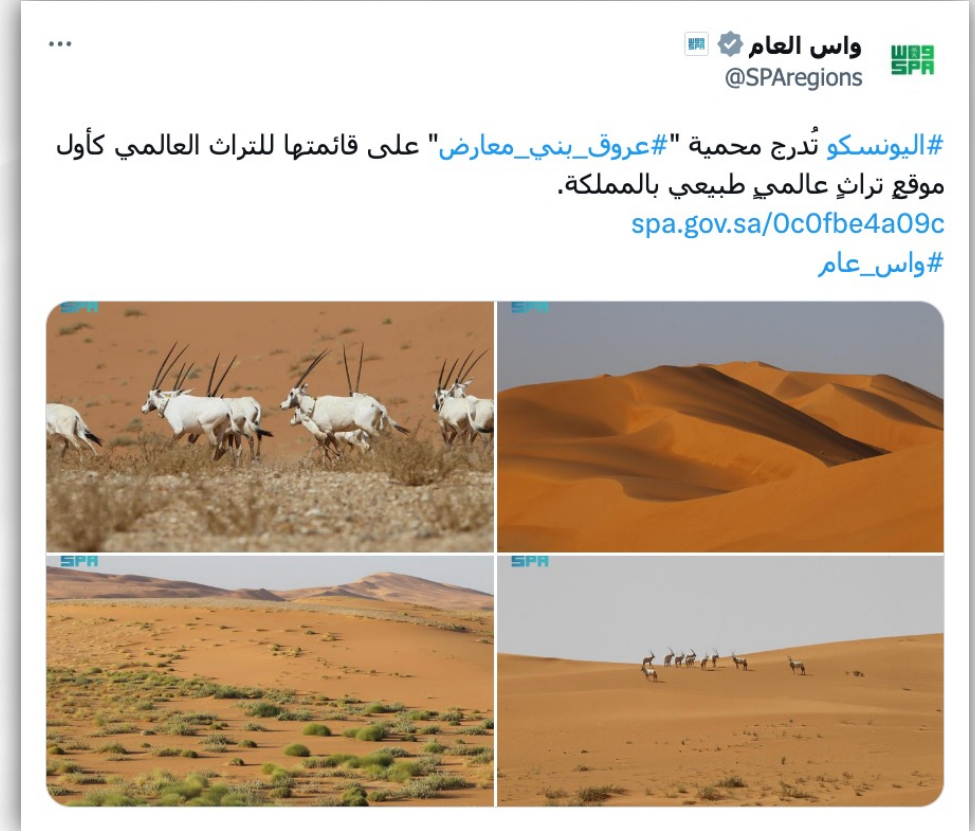 واس العام
@SPAregions
#اليونسكو تُدرج محمية "#عروق_بني_معارض" على قائمتها للتراث العالمي كأول
موقعٍ تراثٍ عالميٍ طبيعي بالمملكة.
spa.gov.sa/0c0fbe4a09c
#واس_عام
SPA
SPA
SPA
SPA
SPA